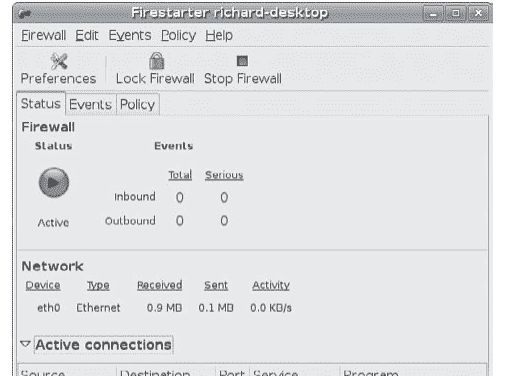 Firestarter richard-desktop
Firewall Edit Events Policy Help
Preferences Lock Firewall Stop Firewall
Status Events Policy
Firewall
Status Events
Total Serious
Inbound 0 0
Active Outbound 0 0
Network
Device Type Received Sent Activity
eth0 Ethernet 0.9 MB 0.1 MB 0.0 KB/s
Active connections
Source Destination Port Service Program